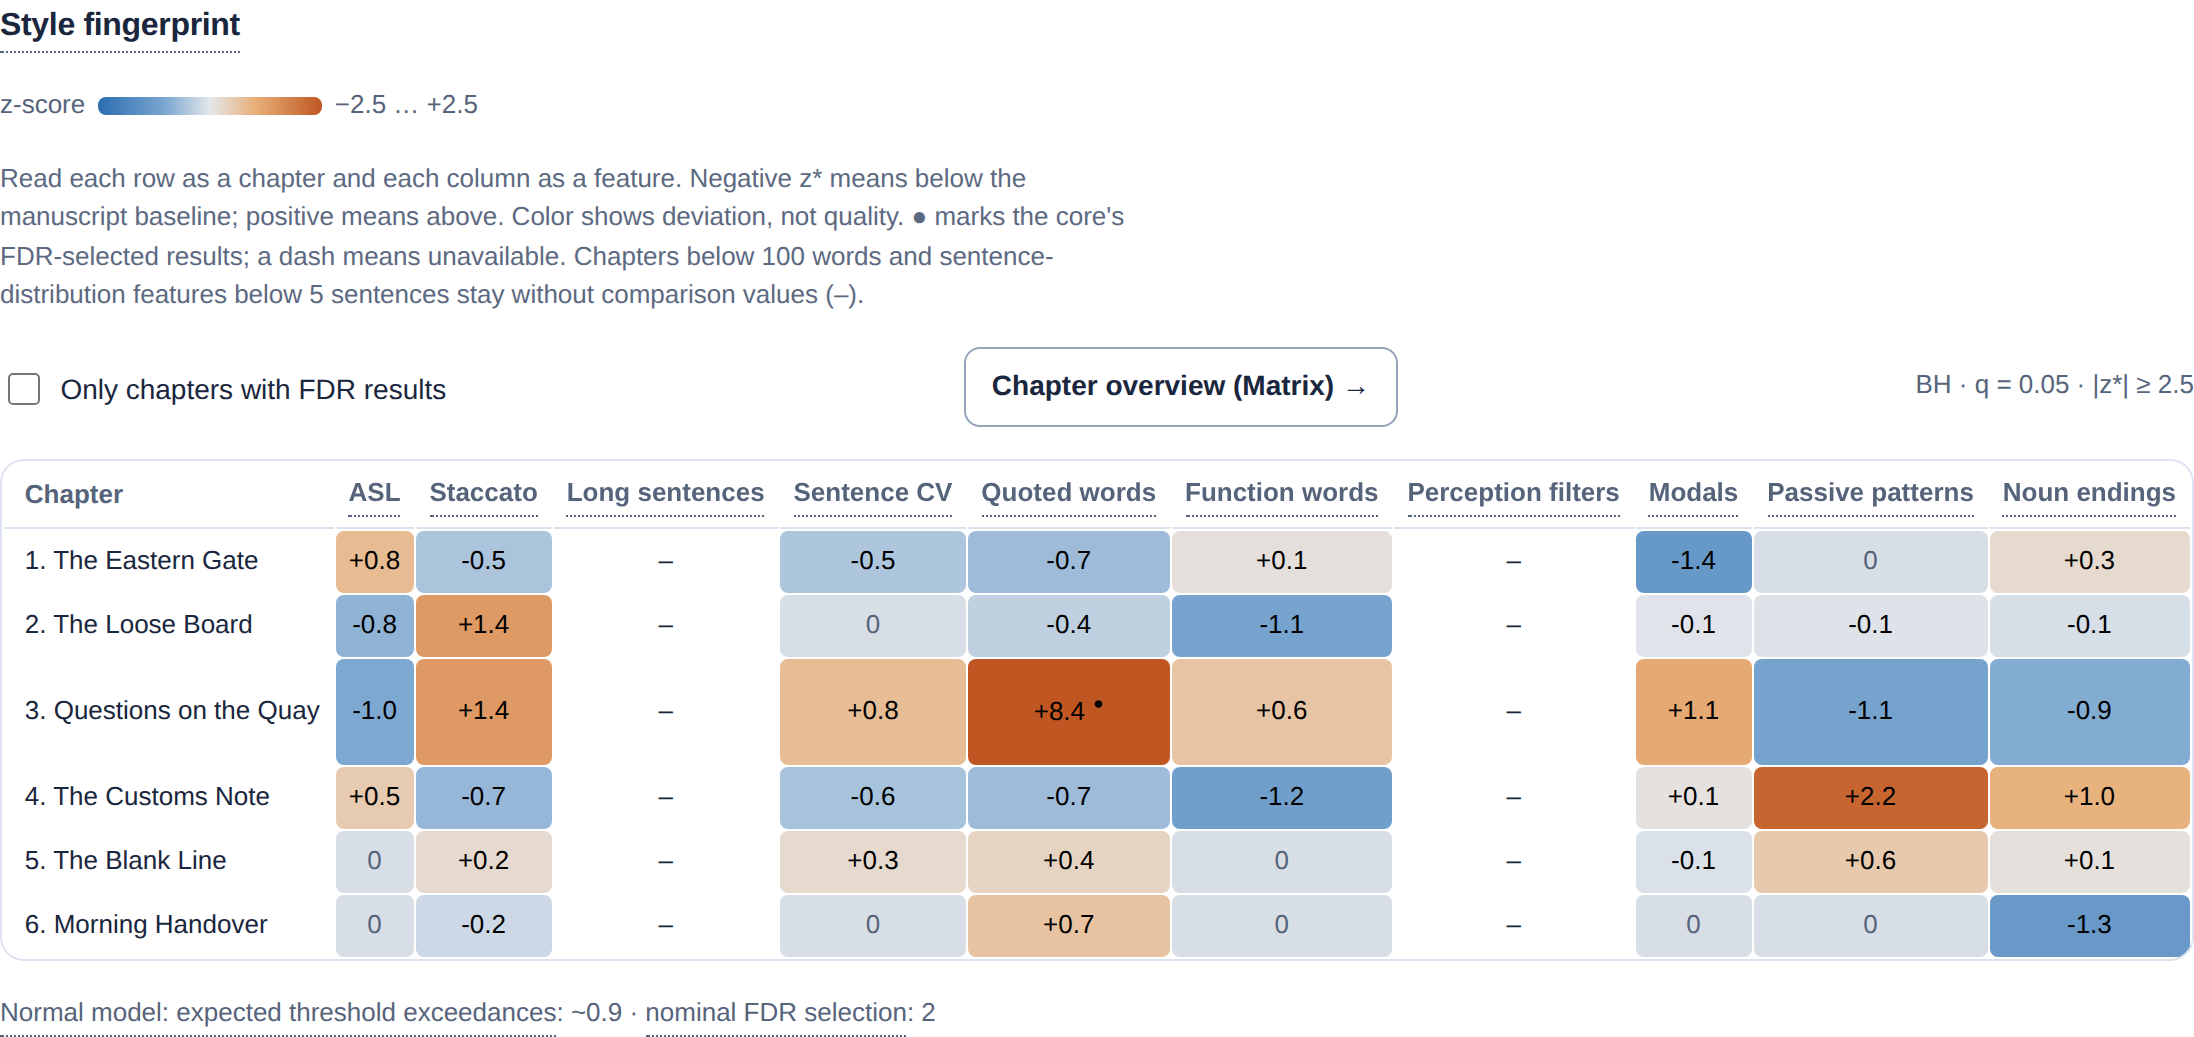 Style fingerprint
z-score −2.5 … +2.5
Read each row as a chapter and each column as a feature. Negative z* means below the
manuscript baseline; positive means above. Color shows deviation, not quality. ● marks the core's
FDR-selected results; a dash means unavailable. Chapters below 100 words and sentence-
distribution features below 5 sentences stay without comparison values (–).
Only chapters with FDR results
Chapter overview (Matrix) →
BH · q = 0.05 · |z*| ≥ 2.5
Chapter ASL Staccato Long sentences Sentence CV Quoted words Function words Perception filters Modals Passive patterns Noun endings
1. The Eastern Gate +0.8 -0.5 – -0.5 -0.7 +0.1 – -1.4 0 +0.3
2. The Loose Board -0.8 +1.4 – 0 -0.4 -1.1 – -0.1 -0.1 -0.1
3. Questions on the Quay -1.0 +1.4 – +0.8 +8.4 ● +0.6 – +1.1 -1.1 -0.9
4. The Customs Note +0.5 -0.7 – -0.6 -0.7 -1.2 – +0.1 +2.2 +1.0
5. The Blank Line 0 +0.2 – +0.3 +0.4 0 – -0.1 +0.6 +0.1
6. Morning Handover 0 -0.2 – 0 +0.7 0 – 0 0 -1.3
Normal model: expected threshold exceedances: ~0.9 · nominal FDR selection: 2